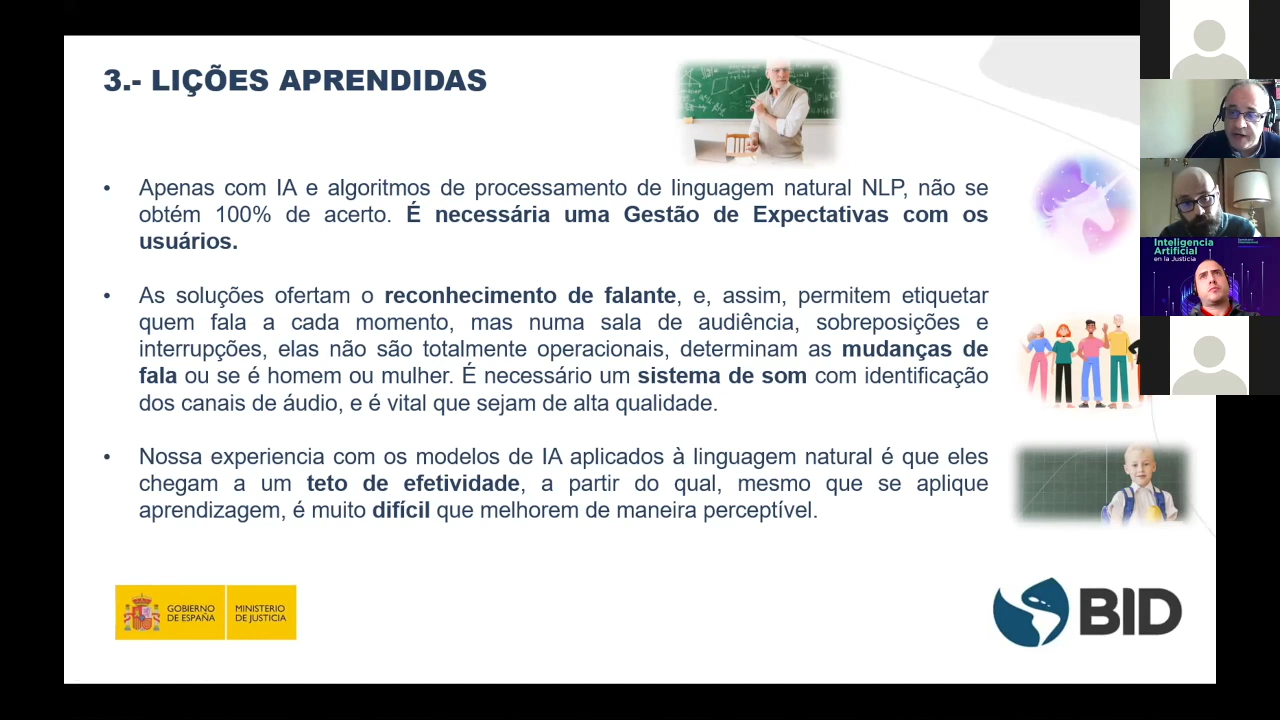 3.- LIÇÕES APRENDIDAS
• Apenas com IA e algoritmos de processamento de linguagem natural NLP, não se
obtém 100% de acerto. É necessária uma Gestão de Expectativas com os
usuários.
• As soluções ofertam o reconhecimento de falante, e, assim, permitem etiquetar
quem fala a cada momento, mas numa sala de audiência, sobreposições e
interrupções, elas não são totalmente operacionais, determinam as mudanças de
fala ou se é homem ou mulher. É necessário um sistema de som com identificação
dos canais de áudio, e é vital que sejam de alta qualidade.
• Nossa experiencia com os modelos de IA aplicados à linguagem natural é que eles
chegam a um teto de efetividade, a partir do qual, mesmo que se aplique
aprendizagem, é muito difícil que melhorem de maneira perceptível.
GOBIERNO
DE ESPAÑA
MINISTERIO
DE JUSTICIA
BID
Inteligencia
Artificial
en la Justicia